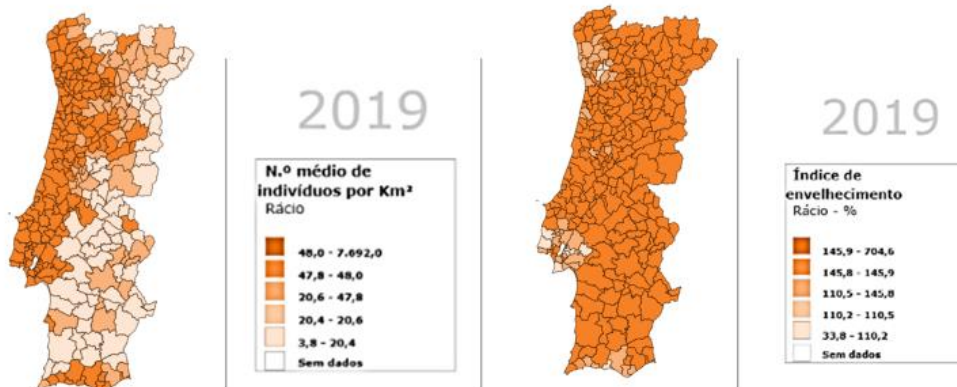 2019
N.º médio de
indivíduos por Km²
Rácio
48,0 - 7.692,0
47,8 - 48,0
20,6 - 47,8
20,4 - 20,6
3,8 - 20,4
Sem dados
2019
Índice de
envelhecimento
Rácio - %
145,9 - 704,6
145,8 - 145,9
110,5 - 145,8
110,2 - 110,5
33,8 - 110,2
Sem dados